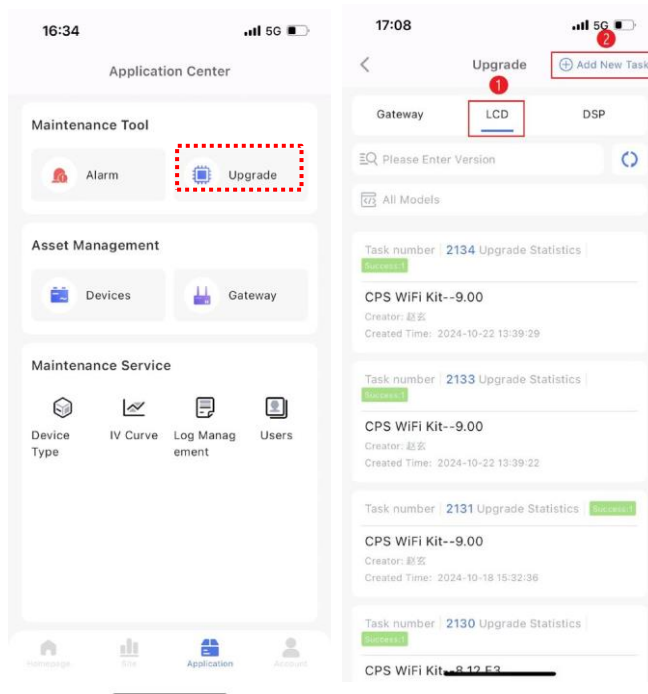 16:34
5G
Application Center
Maintenance Tool
Alarm
Upgrade
Asset Management
Devices
Gateway
Maintenance Service
Device Type
IV Curve
Log Manag
ement
Users
Homepage
Site
Application
Account
17:08
5G
2
Upgrade
Add New Task
1
Gateway
LCD
DSP
Please Enter Version
All Models
Task number 2134 Upgrade Statistics
Success:1
CPS WiFi Kit--9.00
Creator: 赵玄
Created Time: 2024-10-22 13:39:29
Task number 2133 Upgrade Statistics
Success:1
CPS WiFi Kit--9.00
Creator: 赵玄
Created Time: 2024-10-22 13:39:22
Task number 2131 Upgrade Statistics Success:1
CPS WiFi Kit--9.00
Creator: 赵玄
Created Time: 2024-10-18 15:32:36
Task number 2130 Upgrade Statistics
Success:1
CPS WiFi Kit--8.12.E3